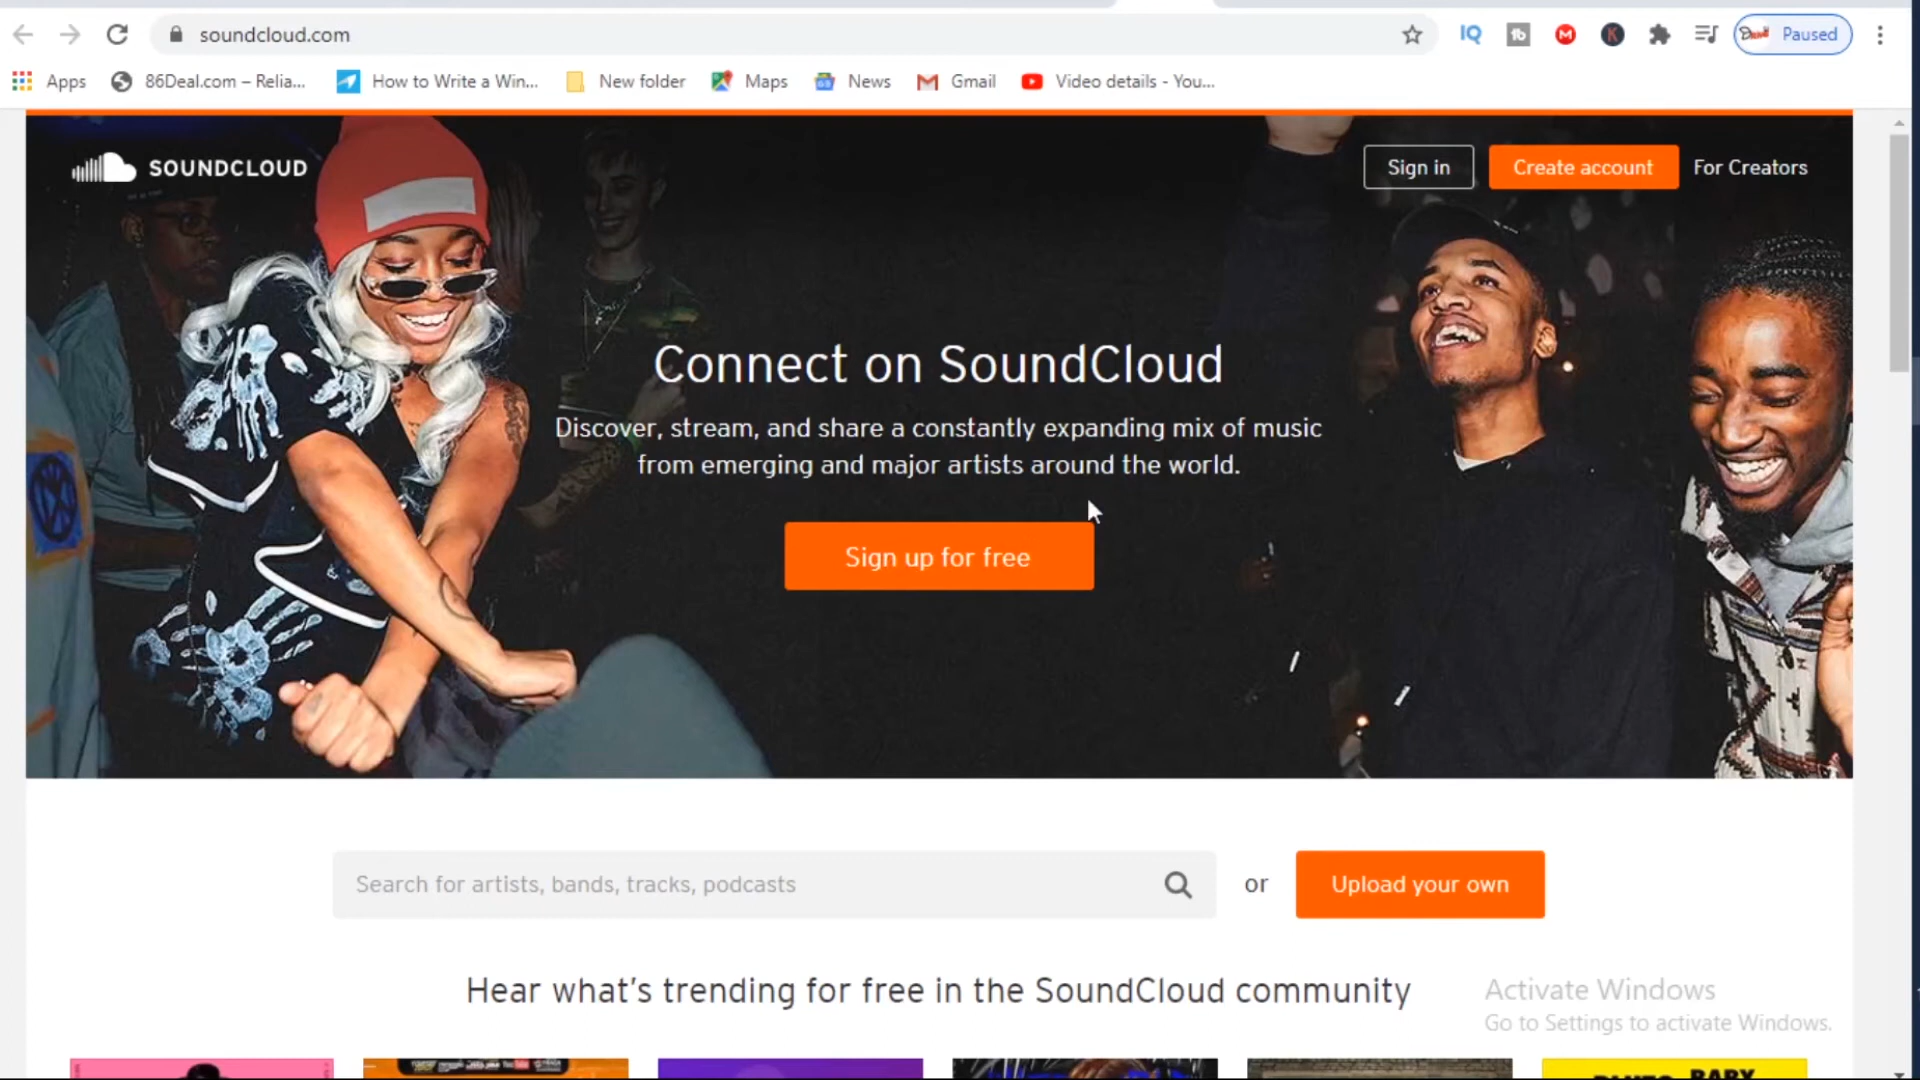 soundcloud.com
Paused
Apps
86Deal.com – Relia...
How to Write a Win...
New folder
Maps
News
Gmail
Video details - You...
SOUNDCLOUD
Sign in
Create account
For Creators
Connect on SoundCloud
Discover, stream, and share a constantly expanding mix of music
from emerging and major artists around the world.
Sign up for free
Search for artists, bands, tracks, podcasts
or
Upload your own
Hear what’s trending for free in the SoundCloud community
Activate Windows
Go to Settings to activate Windows.